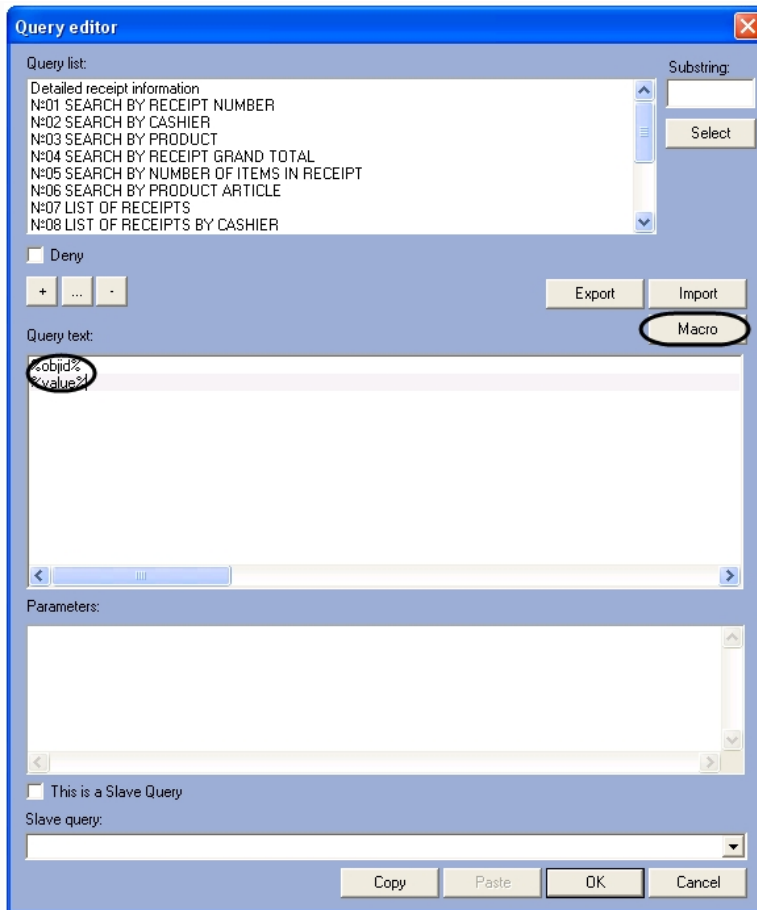 Query editor
Query list:
Substring:
Detailed receipt information
№01 SEARCH BY RECEIPT NUMBER
№02 SEARCH BY CASHIER
№03 SEARCH BY PRODUCT
№04 SEARCH BY RECEIPT GRAND TOTAL
№05 SEARCH BY NUMBER OF ITEMS IN RECEIPT
№06 SEARCH BY PRODUCT ARTICLE
№07 LIST OF RECEIPTS
№08 LIST OF RECEIPTS BY CASHIER
Select
Deny
+ ... -
Export Import
Macro
Query text:
%objid%
%value%
Parameters:
This is a Slave Query
Slave query:
Copy Paste OK Cancel